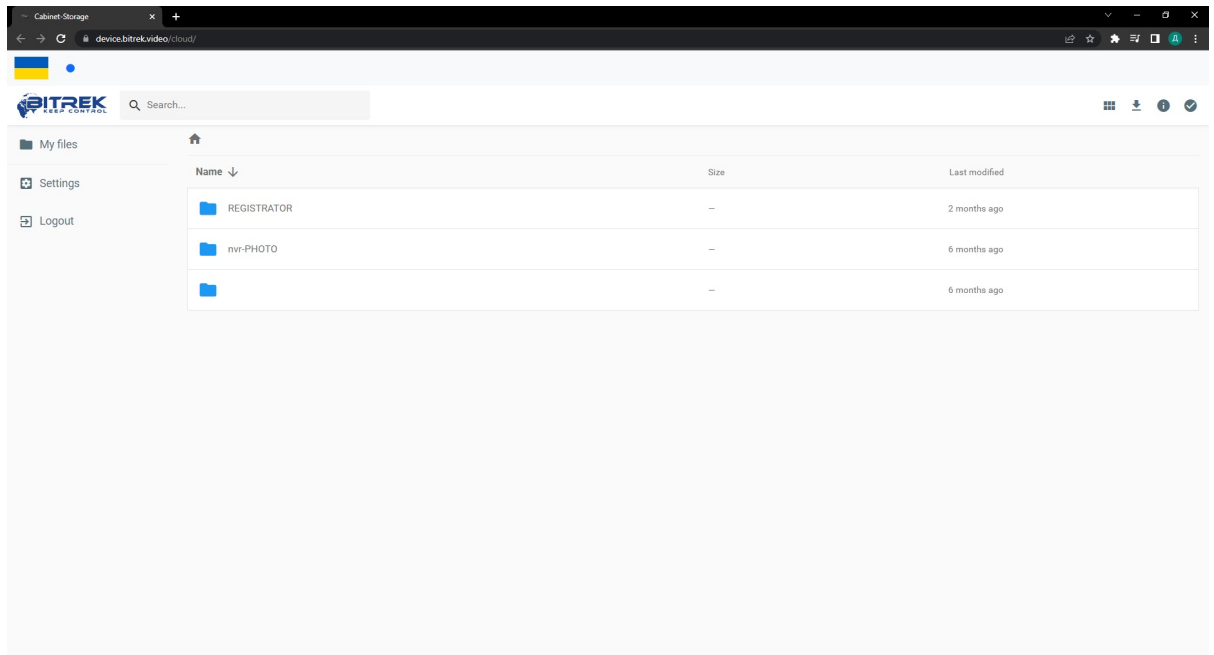 Cabinet-Storage
device.bitrek.video/cloud/
Д
BITREK
KEEP CONTROL
Search...
My files
Settings
Logout
Name Size Last modified
REGISTRATOR — 2 months ago
nvr-PHOTO — 6 months ago
— 6 months ago